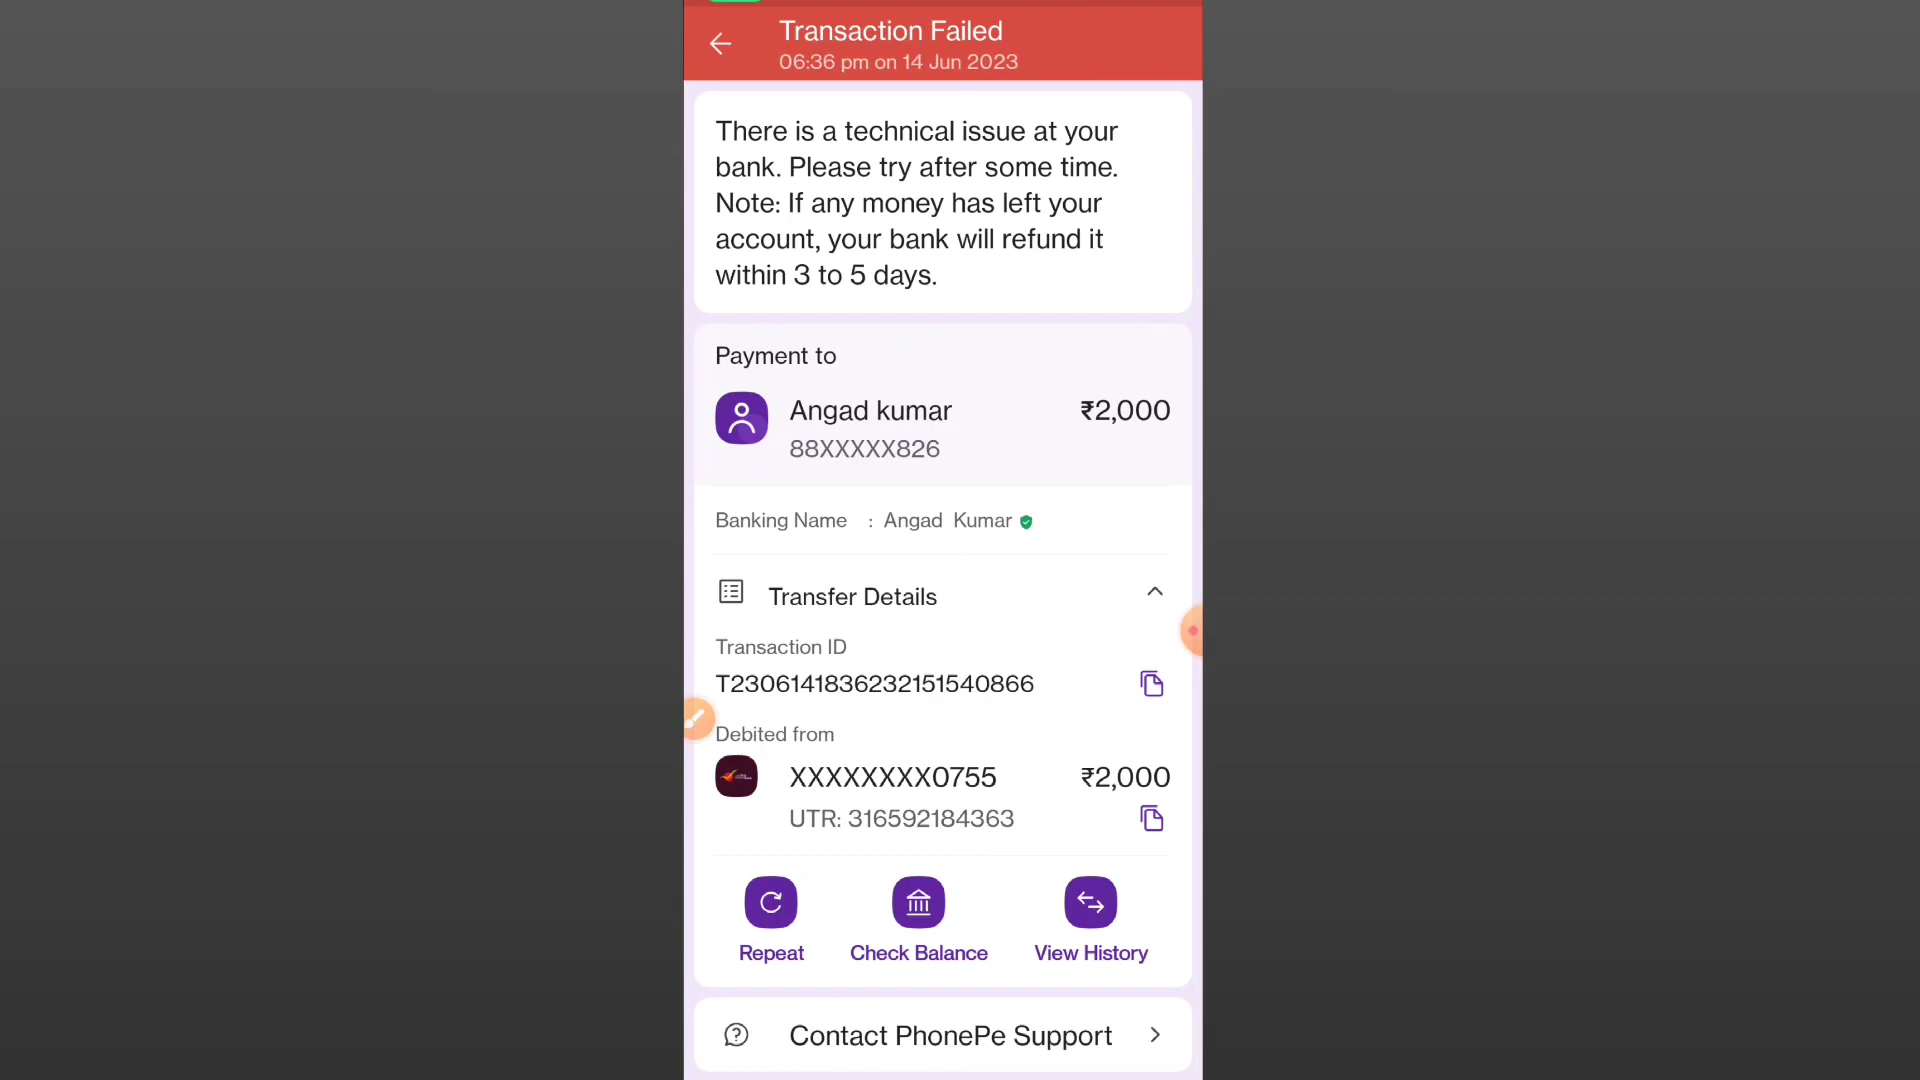 Transaction Failed
06:36 pm on 14 Jun 2023
There is a technical issue at your
bank. Please try after some time.
Note: If any money has left your
account, your bank will refund it
within 3 to 5 days.
Payment to
Angad kumar ₹2,000
88XXXXX826
Banking Name : Angad Kumar
Transfer Details
Transaction ID
T2306141836232151540866
Debited from
XXXXXXXX0755 ₹2,000
UTR: 316592184363
Repeat Check Balance View History
Contact PhonePe Support